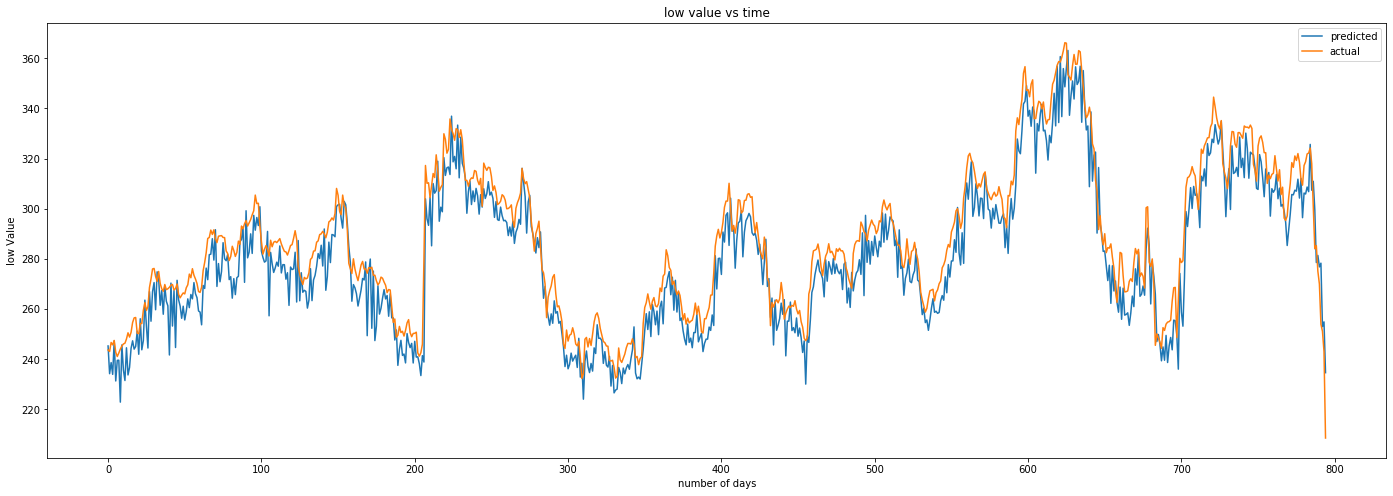 low value vs time
predicted
actual
low Value
360
340
320
300
280
260
240
220
0 100 200 300 400 500 600 700 800
number of days